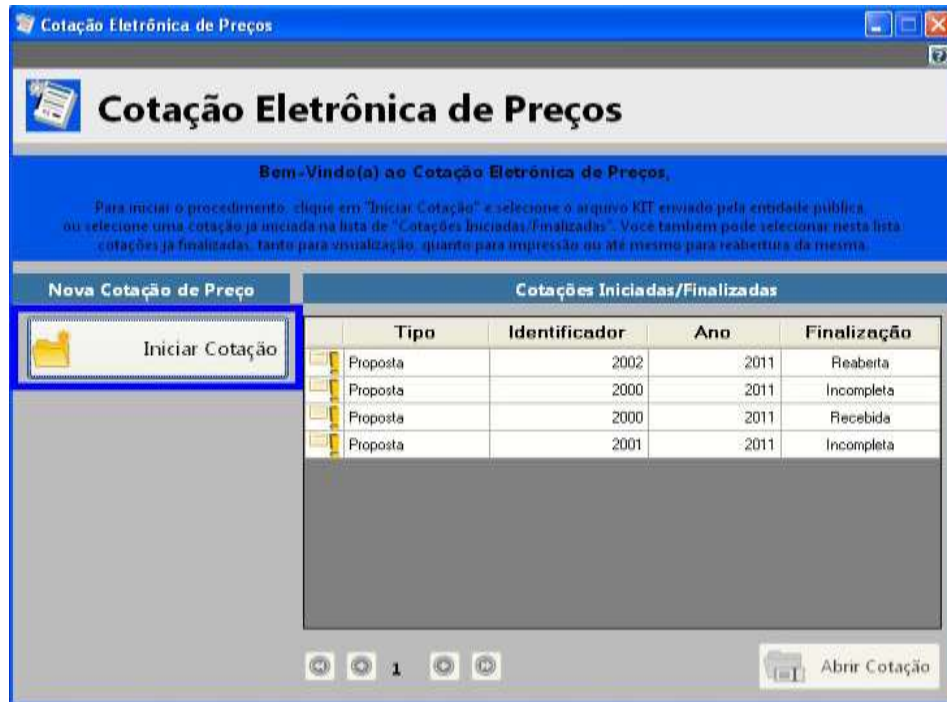 Cotação Eletrônica de Preços
Cotação Eletrônica de Preços
Bem-Vindo(a) ao Cotação Eletrônica de Preços,
Para iniciar o procedimento, clique em "Iniciar Cotação" e selecione o arquivo KIT enviado pela entidade pública,
ou selecione uma cotação já iniciada na lista de "Cotações Iniciadas/Finalizadas". Você também pode selecionar nesta lista
cotações já finalizadas, tanto para visualização, quanto para impressão ou até mesmo para reabertura da mesma.
Nova Cotação de Preço
Cotações Iniciadas/Finalizadas
Iniciar Cotação
Tipo Identificador Ano Finalização
Proposta 2002 2011 Reaberta
Proposta 2000 2011 Incompleta
Proposta 2000 2011 Recebida
Proposta 2001 2011 Incompleta
1
Abrir Cotação